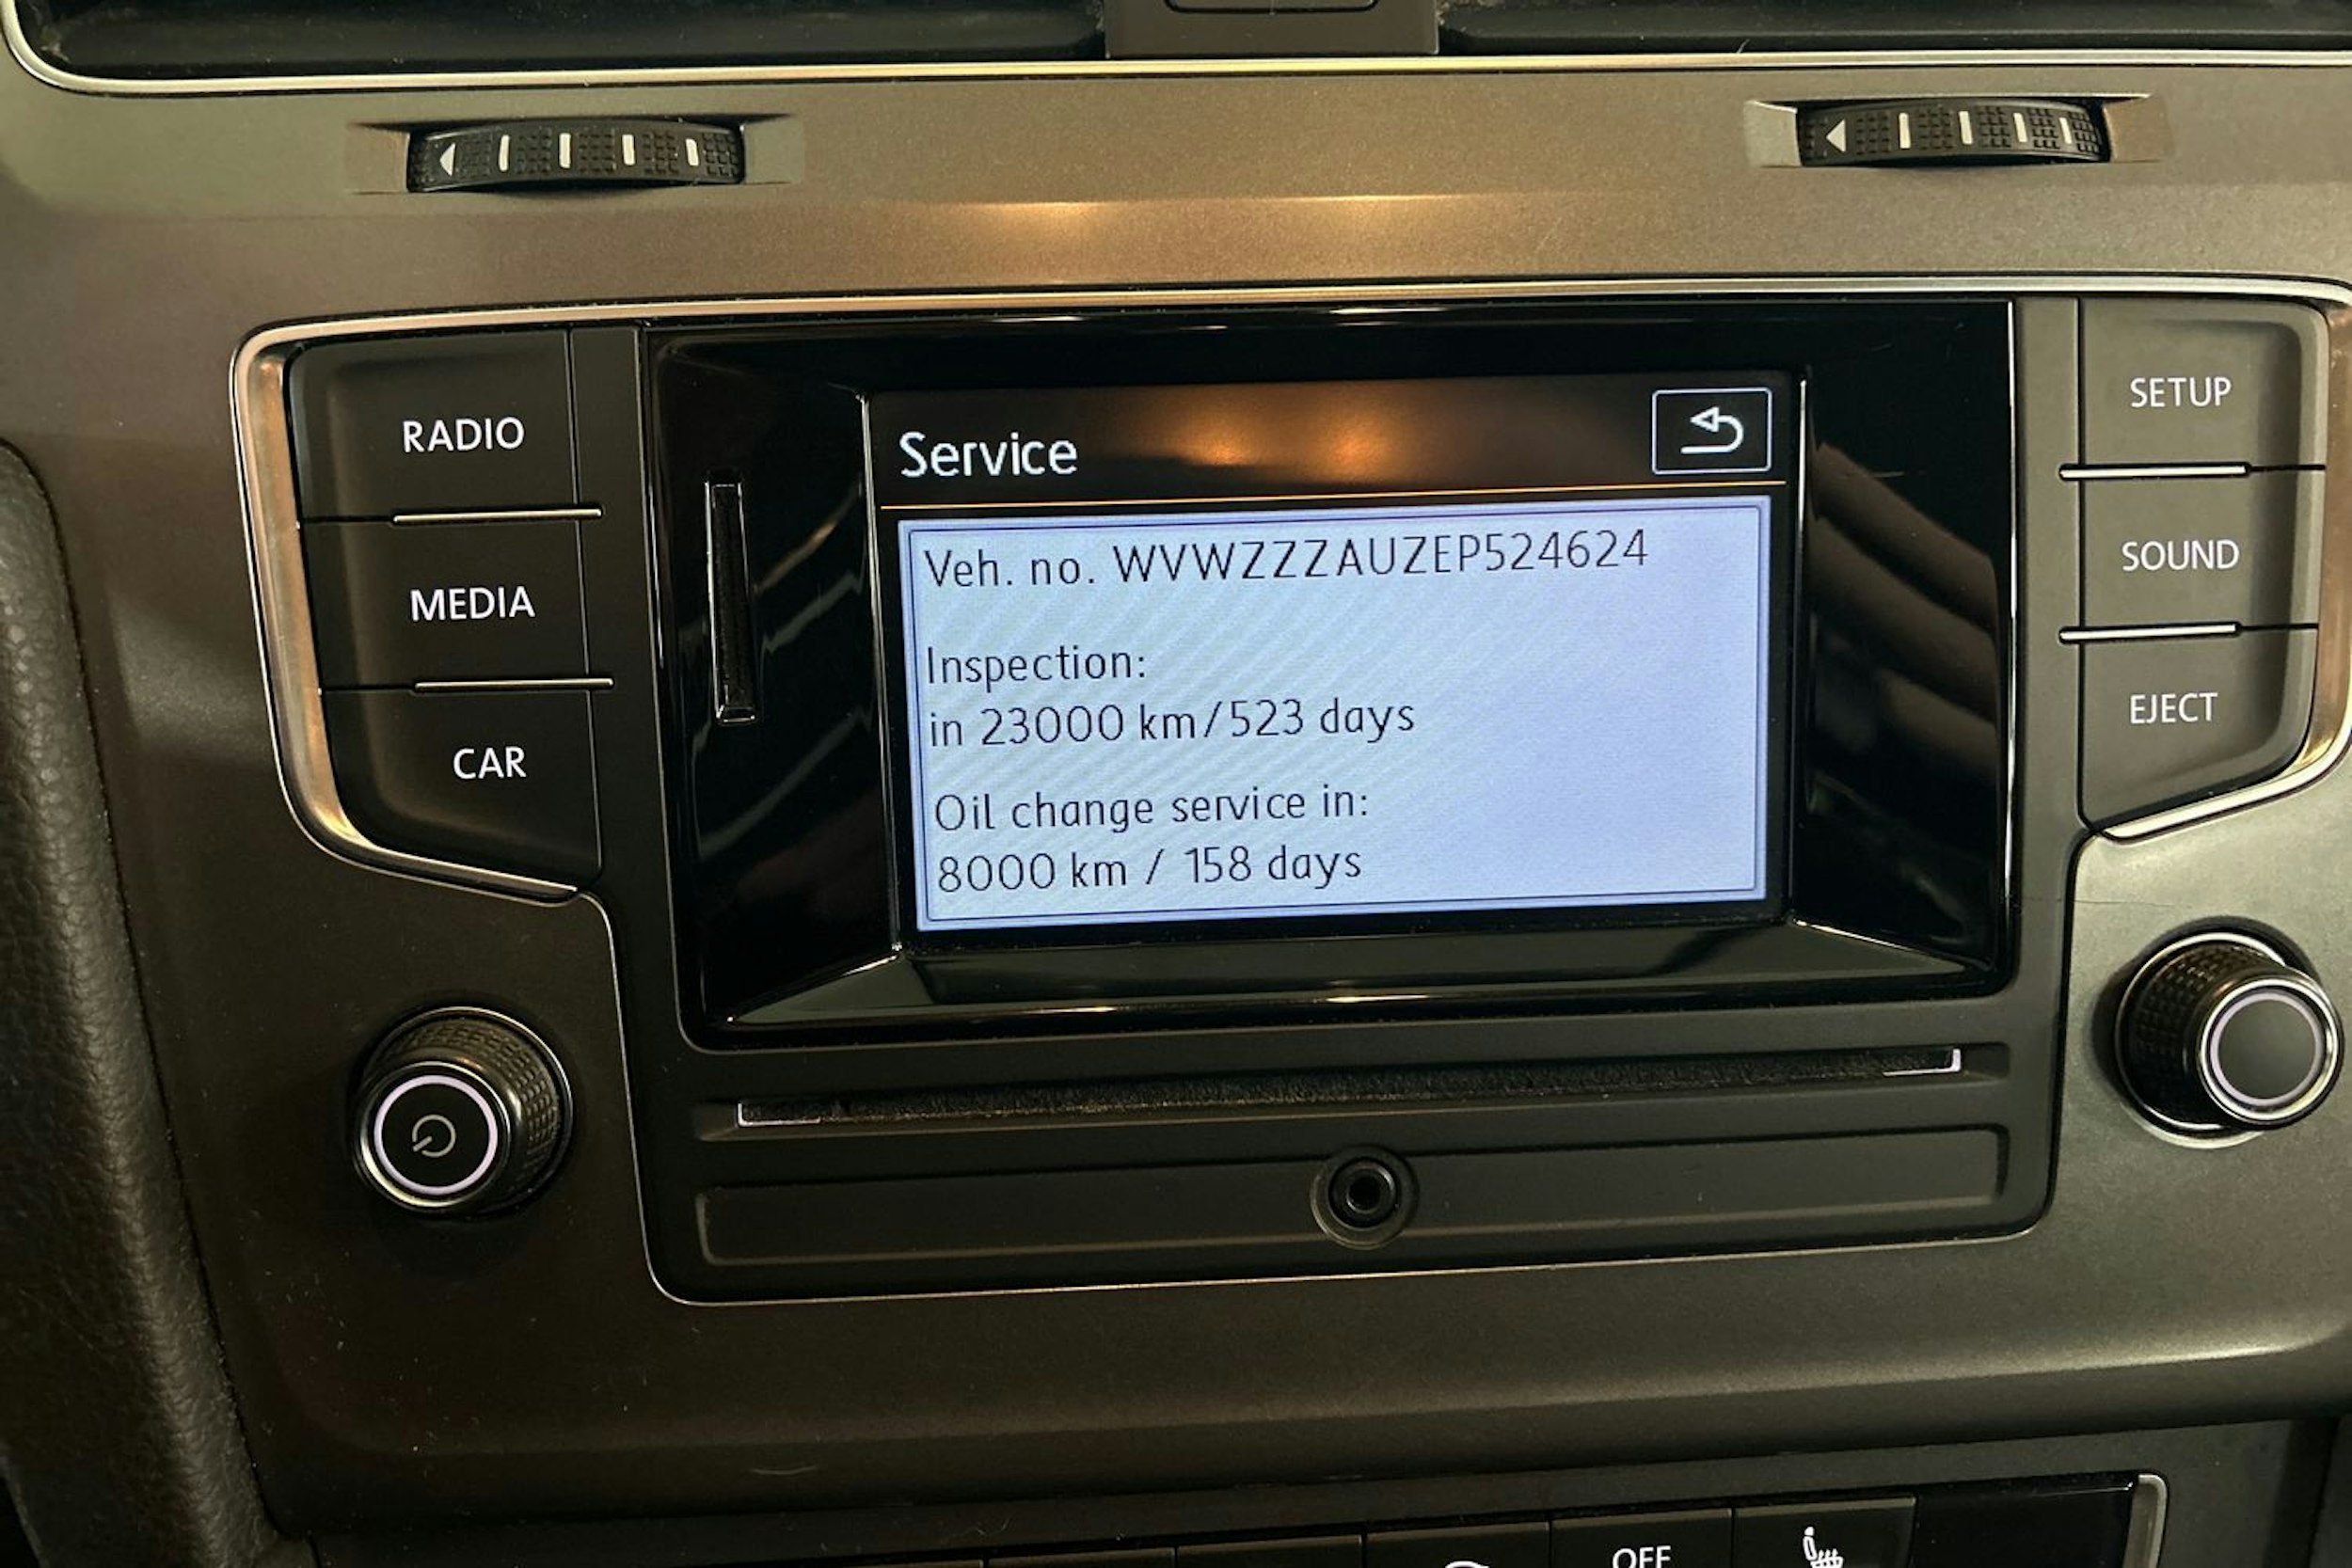 RADIO
MEDIA
CAR
Service
Veh. no. WVWZZZAUZEP524624
Inspection:
in 23000 km/523 days
Oil change service in:
8000 km / 158 days
SETUP
SOUND
EJECT
OFF